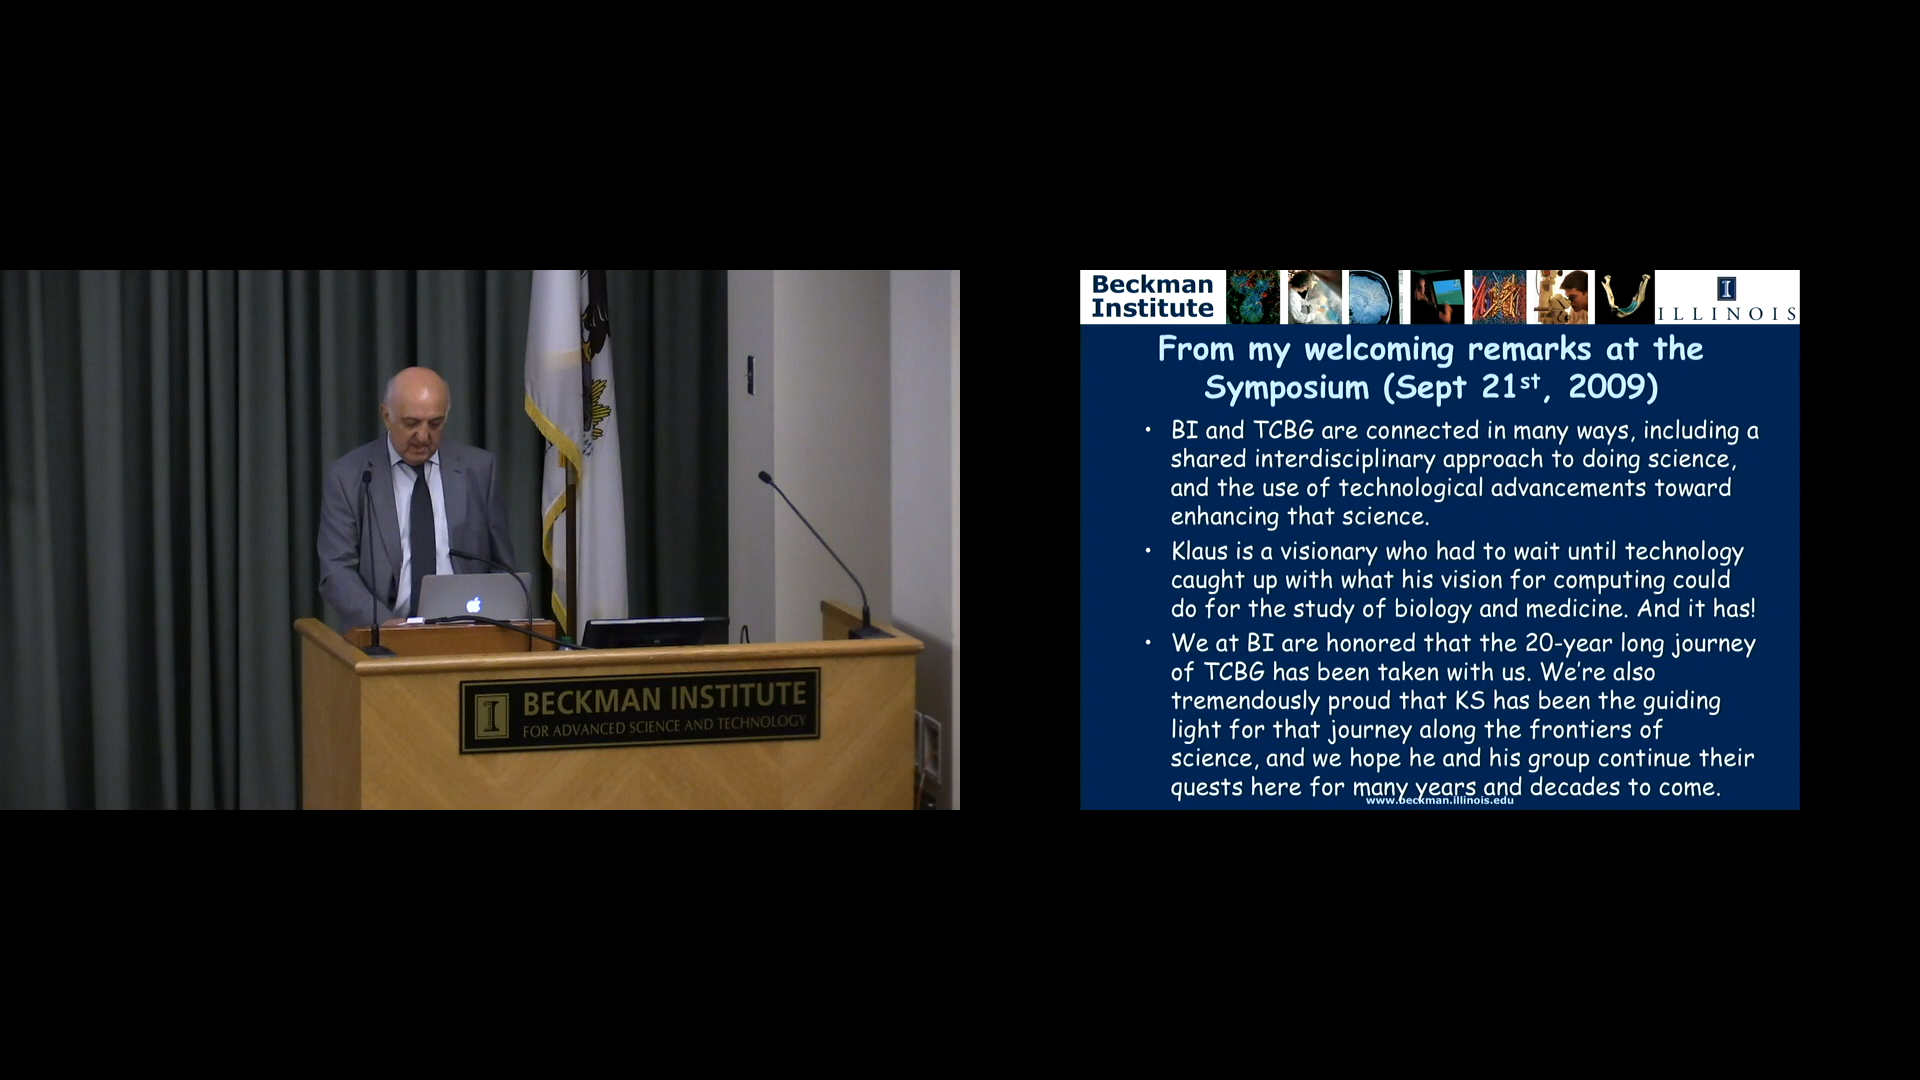 BECKMAN INSTITUTE
FOR ADVANCED SCIENCE AND TECHNOLOGY
Beckman
Institute
I L L I N O I S
From my welcoming remarks at the
Symposium (Sept 21st, 2009)
• BI and TCBG are connected in many ways, including a
shared interdisciplinary approach to doing science,
and the use of technological advancements toward
enhancing that science.
• Klaus is a visionary who had to wait until technology
caught up with what his vision for computing could
do for the study of biology and medicine. And it has!
• We at BI are honored that the 20-year long journey
of TCBG has been taken with us. We’re also
tremendously proud that KS has been the guiding
light for that journey along the frontiers of
science, and we hope he and his group continue their
quests here for many years and decades to come.
www.beckman.illinois.edu